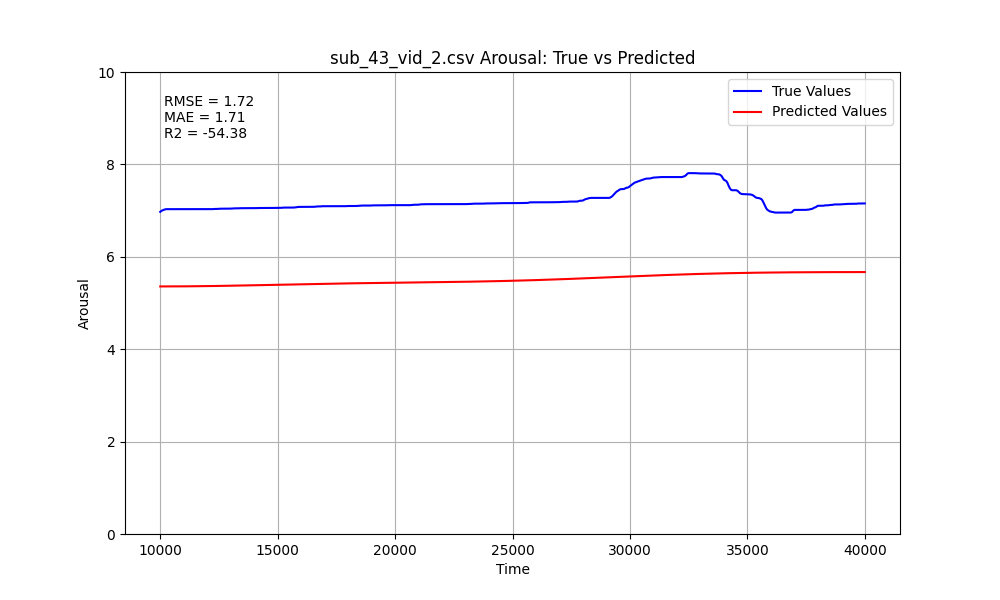 sub_43_vid_2.csv Arousal: True vs Predicted
RMSE = 1.72
MAE = 1.71
R2 = -54.38
True Values
Predicted Values
Arousal
10
8
6
4
2
0
10000 15000 20000 25000 30000 35000 40000
Time